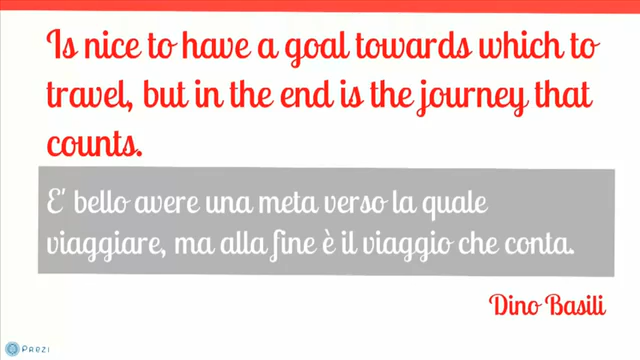 Is nice to have a goal towards which to
travel, but in the end is the journey that
counts.
E' bello avere una meta verso la quale
viaggiare, ma alla fine è il viaggio che conta.
Dino Basili
Prezi